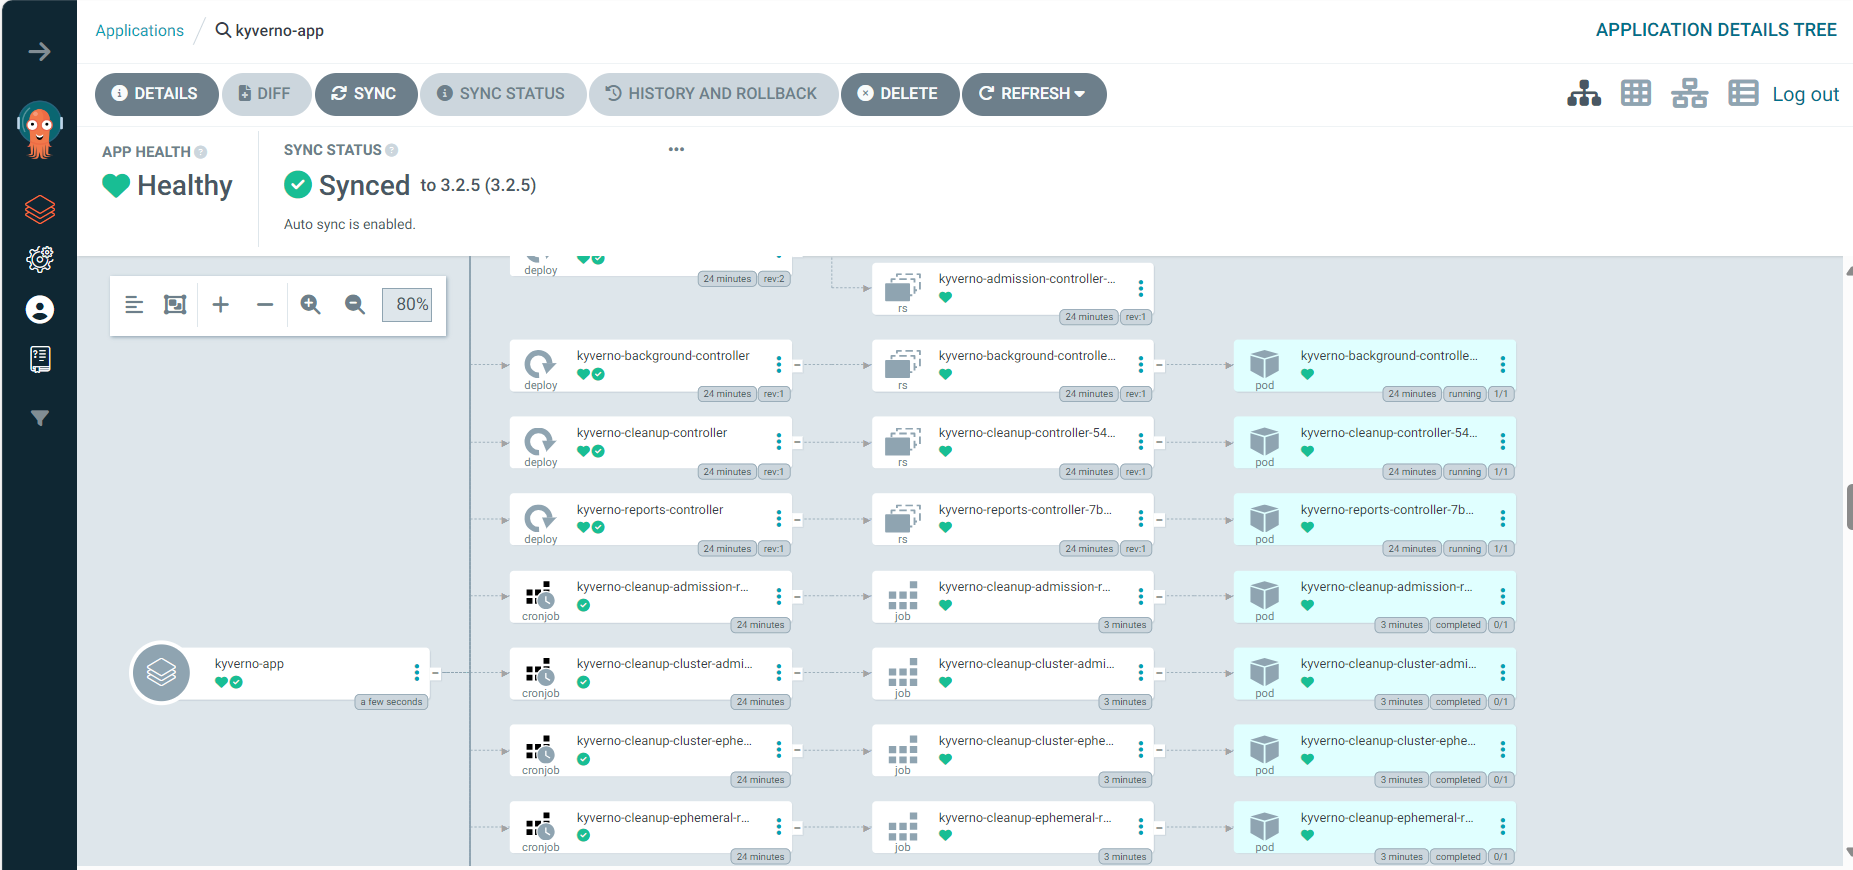 Applications / kyverno-app
APPLICATION DETAILS TREE
DETAILS
DIFF
SYNC
SYNC STATUS
HISTORY AND ROLLBACK
DELETE
REFRESH
Log out
APP HEALTH
Healthy
SYNC STATUS
Synced to 3.2.5 (3.2.5)
Auto sync is enabled.
80%
deploy
24 minutes rev:2
kyverno-admission-controller-...
rs
24 minutes rev:1
kyverno-background-controller
deploy
24 minutes rev:1
kyverno-background-controlle...
rs
24 minutes rev:1
kyverno-background-controlle...
pod
24 minutes running 1/1
kyverno-cleanup-controller
deploy
24 minutes rev:1
kyverno-cleanup-controller-54...
rs
24 minutes rev:1
kyverno-cleanup-controller-54...
pod
24 minutes running 1/1
kyverno-reports-controller
deploy
24 minutes rev:1
kyverno-reports-controller-7b...
rs
24 minutes rev:1
kyverno-reports-controller-7b...
pod
24 minutes running 1/1
kyverno-cleanup-admission-r...
cronjob
24 minutes
kyverno-cleanup-admission-r...
job
3 minutes
kyverno-cleanup-admission-r...
pod
3 minutes completed 0/1
kyverno-app
a few seconds
kyverno-cleanup-cluster-admi...
cronjob
24 minutes
kyverno-cleanup-cluster-admi...
job
3 minutes
kyverno-cleanup-cluster-admi...
pod
3 minutes completed 0/1
kyverno-cleanup-cluster-ephe...
cronjob
24 minutes
kyverno-cleanup-cluster-ephe...
job
3 minutes
kyverno-cleanup-cluster-ephe...
pod
3 minutes completed 0/1
kyverno-cleanup-ephemeral-r...
cronjob
24 minutes
kyverno-cleanup-ephemeral-r...
job
3 minutes
kyverno-cleanup-ephemeral-r...
pod
3 minutes completed 0/1